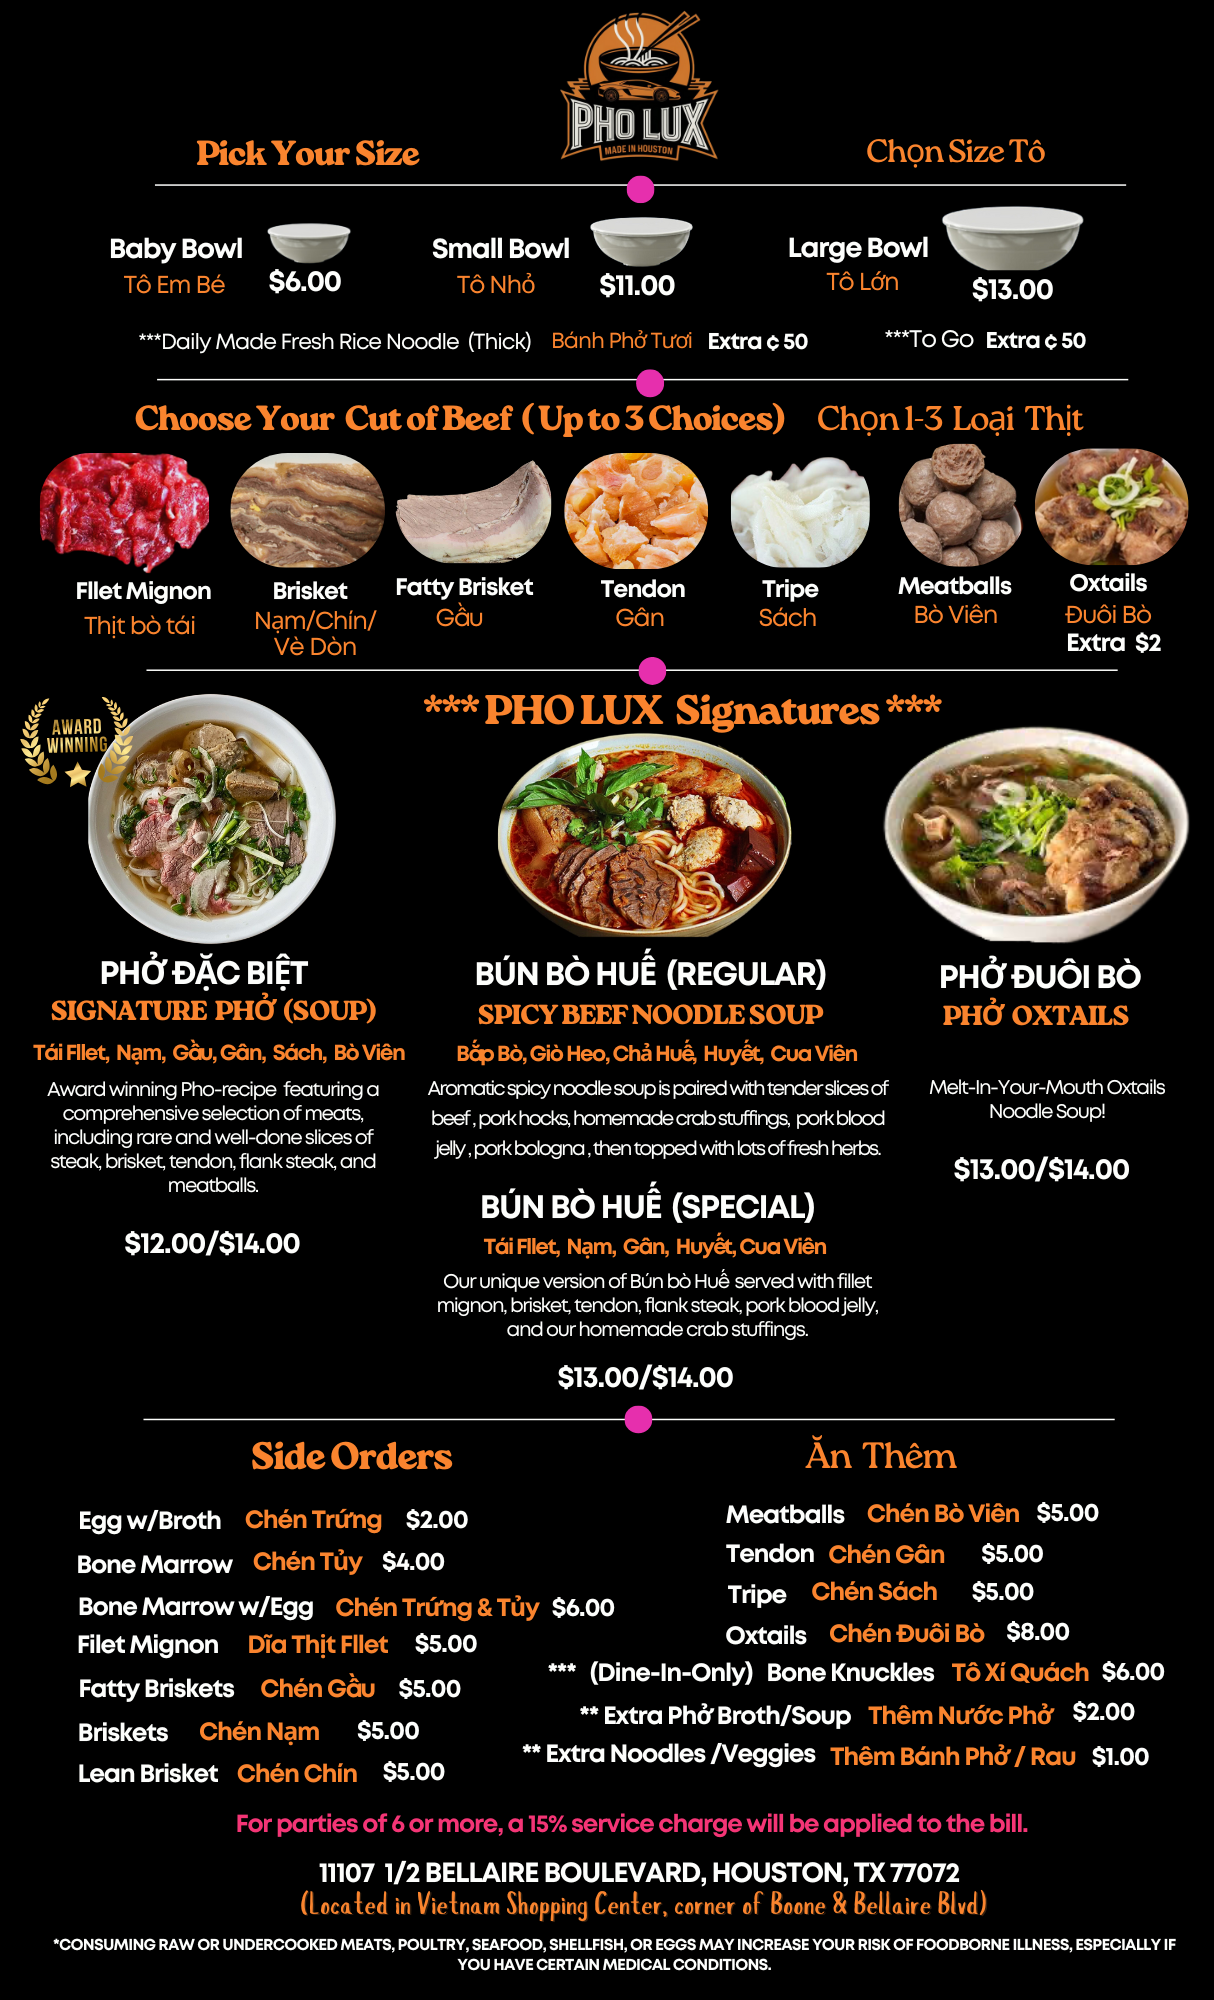 PHO LUX
MADE IN HOUSTON
Pick Your Size
Chọn Size Tô
Baby Bowl
Tô Em Bé
$6.00
Small Bowl
Tô Nhỏ
$11.00
Large Bowl
Tô Lớn
$13.00
***Daily Made Fresh Rice Noodle (Thick) Bánh Phở Tươi Extra ¢ 50
***To Go Extra ¢ 50
Choose Your Cut of Beef ( Up to 3 Choices) Chọn 1-3 Loại Thịt
FIlet Mignon
Thịt bò tái
Brisket
Nạm/Chín/
Vè Dòn
Fatty Brisket
Gầu
Tendon
Gân
Tripe
Sách
Meatballs
Bò Viên
Oxtails
Đuôi Bò
Extra $2
*** PHO LUX Signatures ***
AWARD
WINNING
PHỞ ĐẶC BIỆT
SIGNATURE PHỞ (SOUP)
Tái FIlet, Nạm, Gầu, Gân, Sách, Bò Viên
Award winning Pho-recipe featuring a
comprehensive selection of meats,
including rare and well-done slices of
steak, brisket, tendon, flank steak, and
meatballs.
$12.00/$14.00
BÚN BÒ HUẾ (REGULAR)
SPICY BEEF NOODLE SOUP
Bắp Bò, Giò Heo, Chả Huế, Huyết, Cua Viên
Aromatic spicy noodle soup is paired with tender slices of
beef , pork hocks, homemade crab stuffings, pork blood
jelly , pork bologna , then topped with lots of fresh herbs.
BÚN BÒ HUẾ (SPECIAL)
Tái FIlet, Nạm, Gân, Huyết, Cua Viên
Our unique version of Bún bò Huế served with fillet
mignon, brisket, tendon, flank steak, pork blood jelly,
and our homemade crab stuffings.
$13.00/$14.00
PHỞ ĐUÔI BÒ
PHỞ OXTAILS
Melt-In-Your-Mouth Oxtails
Noodle Soup!
$13.00/$14.00
Side Orders
Ăn Thêm
Egg w/Broth Chén Trứng $2.00
Bone Marrow Chén Tủy $4.00
Bone Marrow w/Egg Chén Trứng & Tủy $6.00
Filet Mignon Dĩa Thịt FIlet $5.00
Fatty Briskets Chén Gầu $5.00
Briskets Chén Nạm $5.00
Lean Brisket Chén Chín $5.00
Meatballs Chén Bò Viên $5.00
Tendon Chén Gân $5.00
Tripe Chén Sách $5.00
Oxtails Chén Đuôi Bò $8.00
*** (Dine-In-Only) Bone Knuckles Tô Xí Quách $6.00
** Extra Phở Broth/Soup Thêm Nước Phở $2.00
** Extra Noodles /Veggies Thêm Bánh Phở / Rau $1.00
For parties of 6 or more, a 15% service charge will be applied to the bill.
11107 1/2 BELLAIRE BOULEVARD, HOUSTON, TX 77072
(Located in Vietnam Shopping Center, corner of Boone & Bellaire Blvd)
*CONSUMING RAW OR UNDERCOOKED MEATS, POULTRY, SEAFOOD, SHELLFISH, OR EGGS MAY INCREASE YOUR RISK OF FOODBORNE ILLNESS, ESPECIALLY IF
YOU HAVE CERTAIN MEDICAL CONDITIONS.